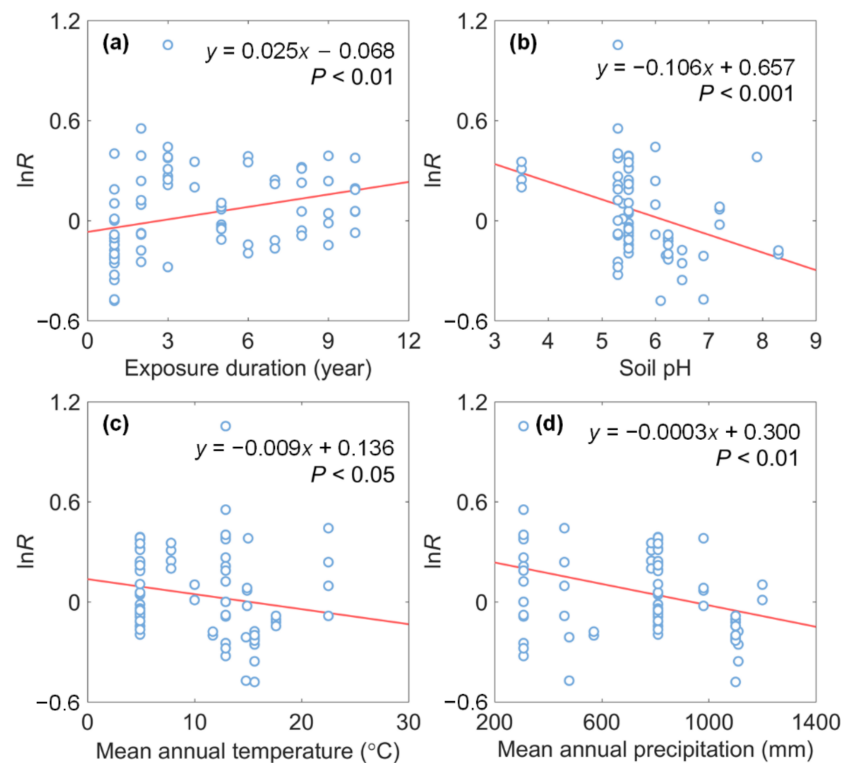 (a)
y = 0.025x − 0.068
P < 0.01
lnR
1.2
0.6
0
−0.6
0 3 6 9 12
Exposure duration (year)
(b)
y = −0.106x + 0.657
P < 0.001
lnR
1.2
0.6
0
−0.6
3 4 5 6 7 8 9
Soil pH
(c)
y = −0.009x + 0.136
P < 0.05
lnR
1.2
0.6
0
−0.6
0 10 20 30
Mean annual temperature (°C)
(d)
y = −0.0003x + 0.300
P < 0.01
lnR
1.2
0.6
0
−0.6
200 600 1000 1400
Mean annual precipitation (mm)